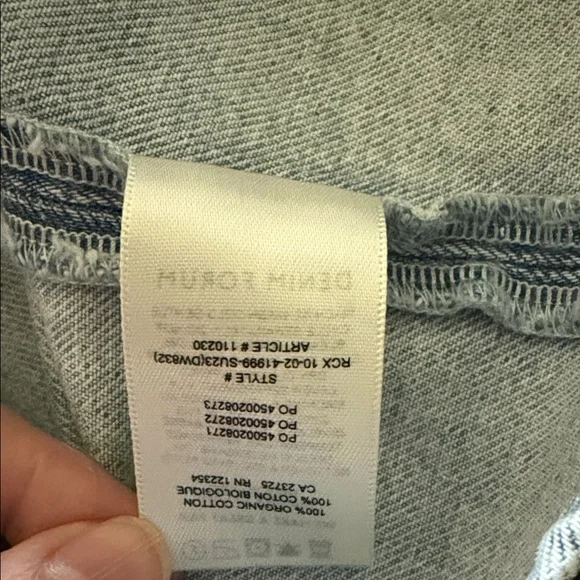 100% ORGANIC COTTON
100% COTON BIOLOGIQUE
CA 23725 RN 122354
PO 4500208271
PO 4500208272
PO 4500208273
STYLE #
RCX 10-02-41999-SU23(DW832)
ARTICLE # 110230
DENIM FORUM